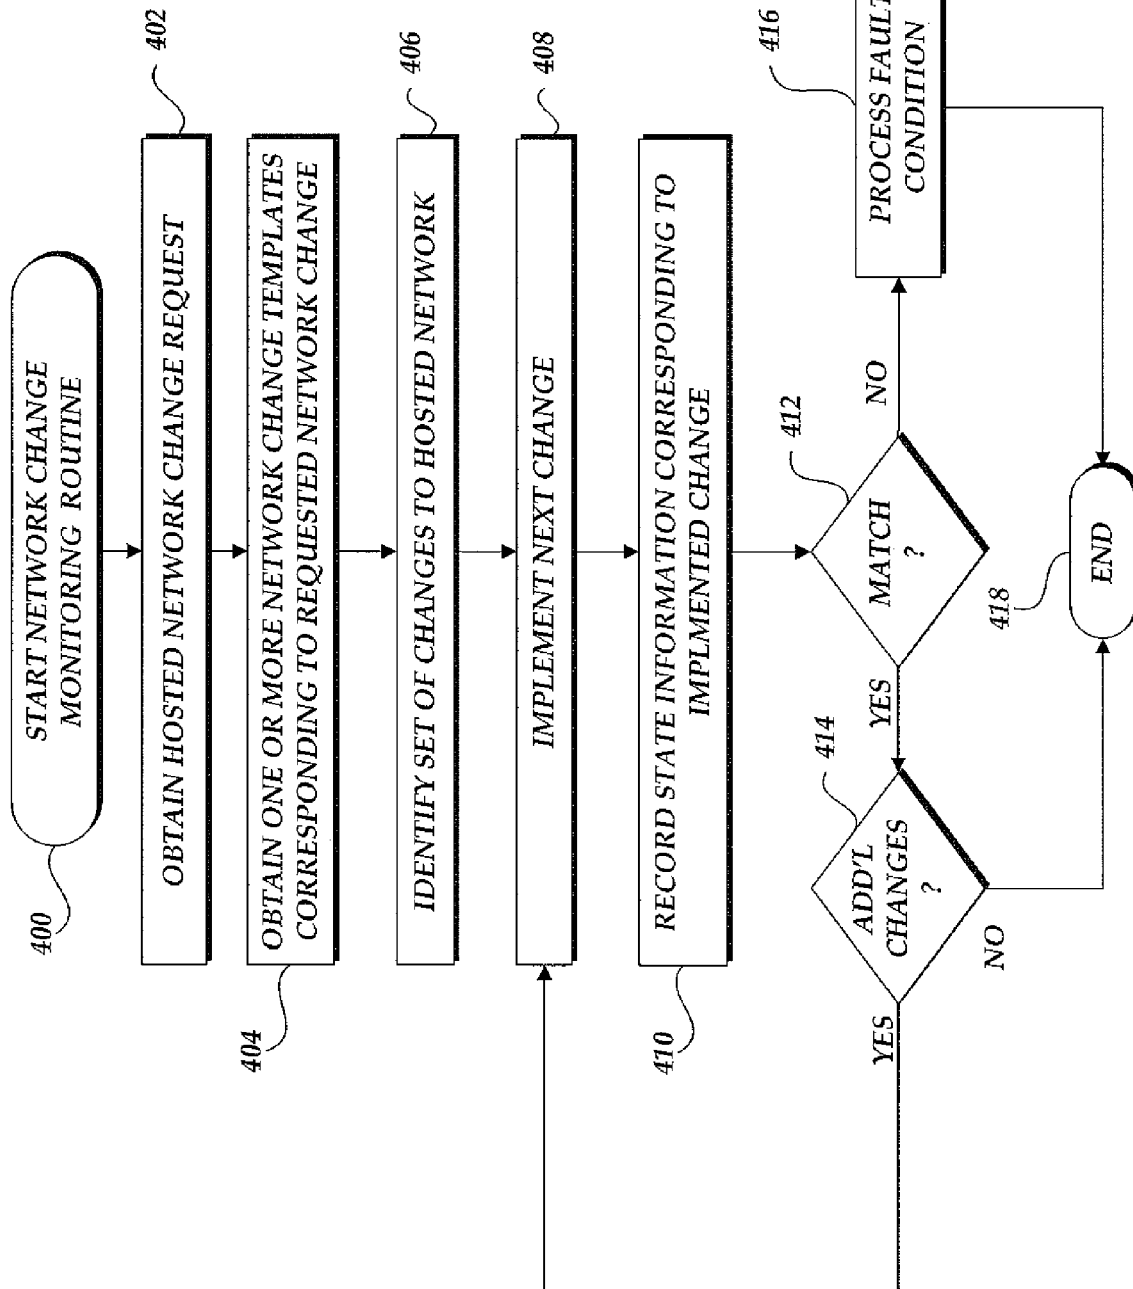 START NETWORK CHANGE
MONITORING ROUTINE
400
OBTAIN HOSTED NETWORK CHANGE REQUEST
402
OBTAIN ONE OR MORE NETWORK CHANGE TEMPLATES
CORRESPONDING TO REQUESTED NETWORK CHANGE
404
IDENTIFY SET OF CHANGES TO HOSTED NETWORK
406
IMPLEMENT NEXT CHANGE
408
RECORD STATE INFORMATION CORRESPONDING TO
IMPLMENTED CHANGE
410
MATCH
?
412
NO
YES
PROCESS FAULT
CONDITION
416
ADD'L
CHANGES
?
414
YES
NO
END
418